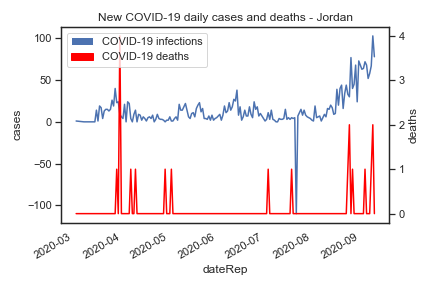 New COVID-19 daily cases and deaths - Jordan
COVID-19 infections
COVID-19 deaths
100
50
0
−50
−100
cases
4
3
2
1
0
deaths
2020-03
2020-04
2020-05
2020-06
2020-07
2020-08
2020-09
dateRep